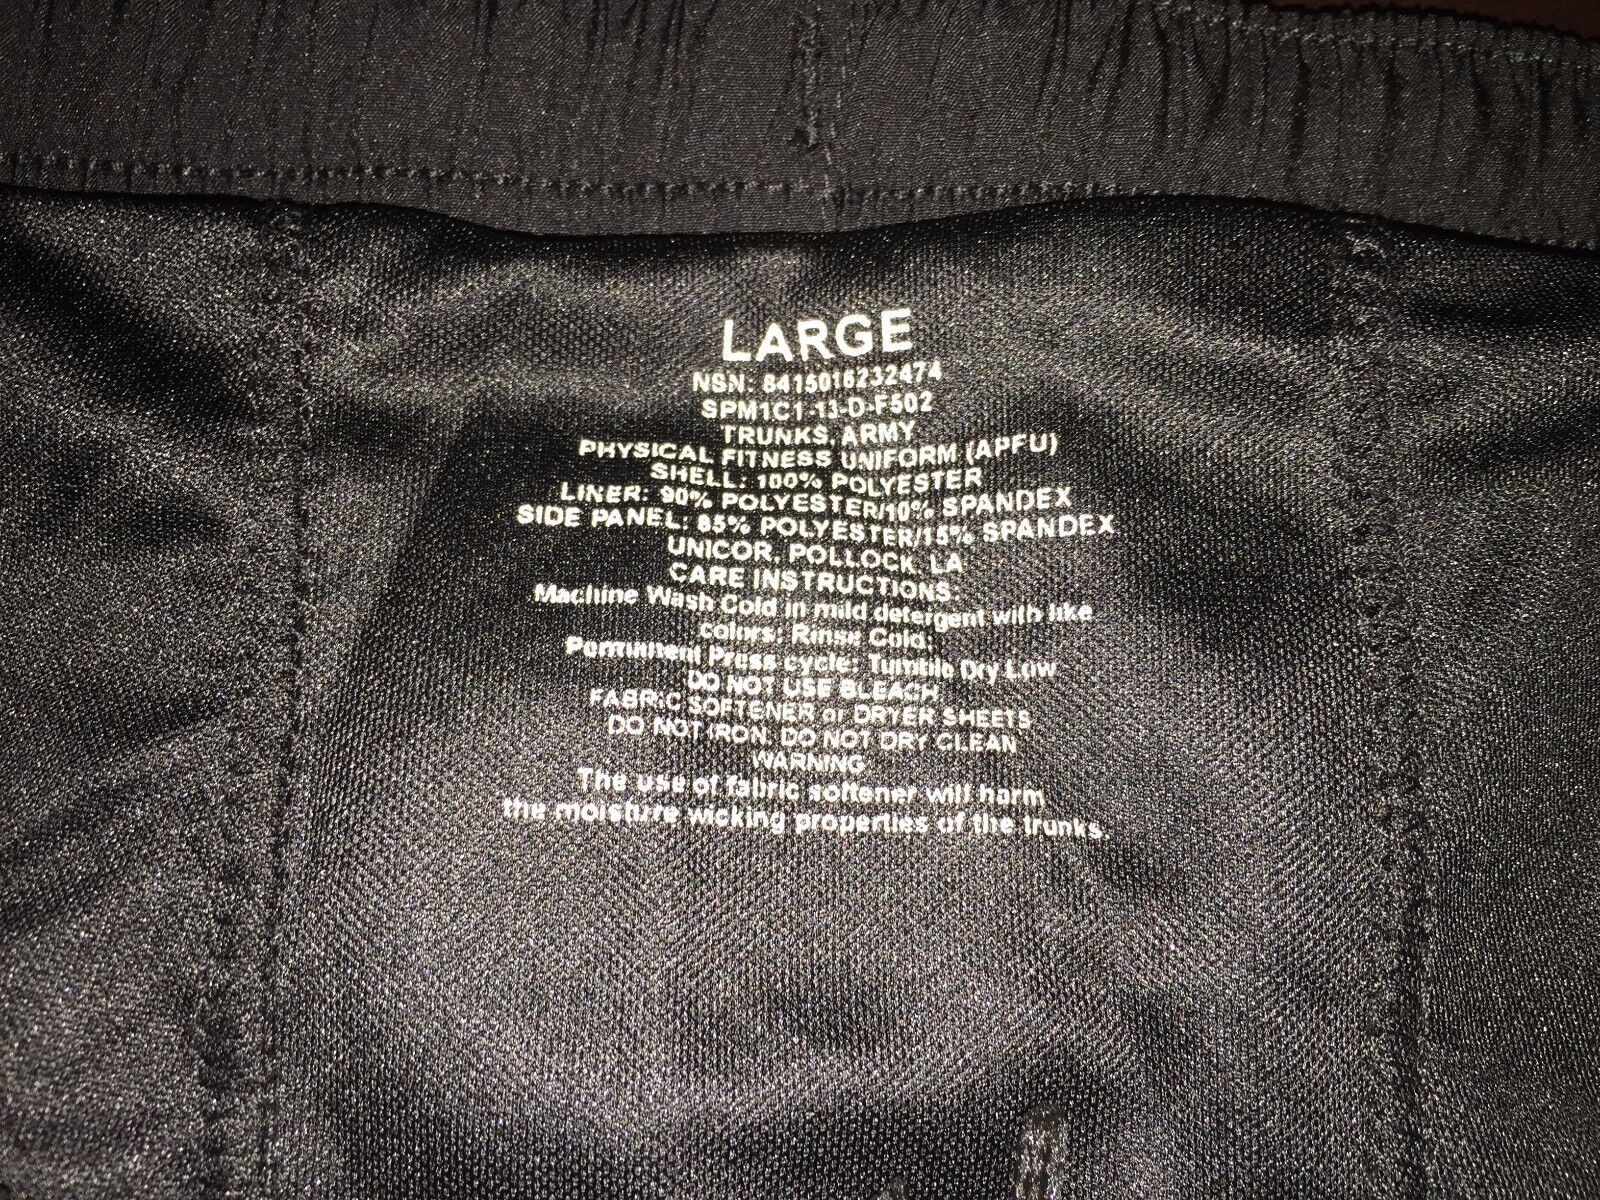 LARGE
NSN: 8415016232474
SPM1C1-13-D-F502
TRUNKS, ARMY
PHYSICAL FITNESS UNIFORM (APFU)
SHELL: 100% POLYESTER
LINER: 90% POLYESTER/10% SPANDEX
SIDE PANEL: 85% POLYESTER/15% SPANDEX
UNICOR, POLLOCK, LA
CARE INSTRUCTIONS:
Machine Wash Cold in mild detergent with like
colors: Rinse Cold.
Permanent Press cycle: Tumble Dry Low
DO NOT USE BLEACH
FABRIC SOFTENER or DRYER SHEETS
DO NOT IRON. DO NOT DRY CLEAN
WARNING
The use of fabric softener will harm
the moisture wicking properties of the trunks.